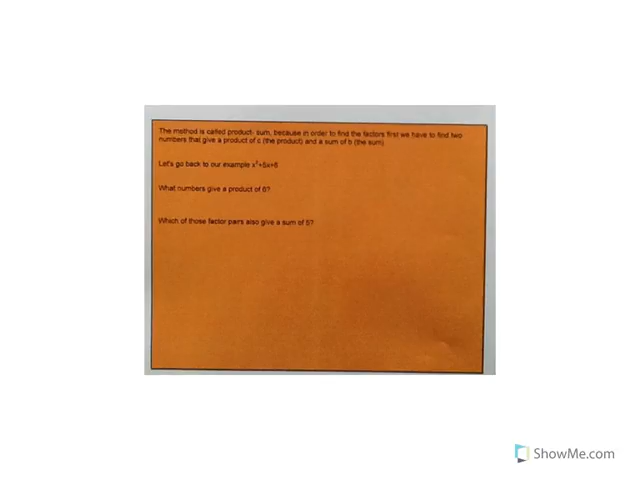 The method is called product- sum, because in order to find the factors first we have to find two
numbers that give a product of c (the product) and a sum of b (the sum)
Let's go back to our example x²+5x+6
What numbers give a product of 6?
Which of those factor pairs also give a sum of 5?
ShowMe.com